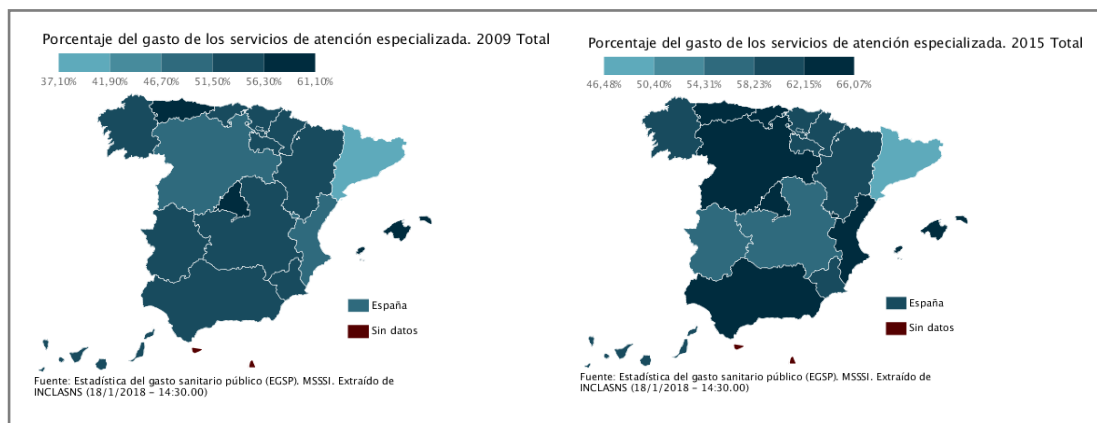 Porcentaje del gasto de los servicios de atención especializada. 2009 Total
37,10% 41,90% 46,70% 51,50% 56,30% 61,10%
España
Sin datos
Fuente: Estadística del gasto sanitario público (EGSP). MSSSI. Extraído de
INCLASNS (18/1/2018 - 14:30.00)
Porcentaje del gasto de los servicios de atención especializada. 2015 Total
46,48% 50,40% 54,31% 58,23% 62,15% 66,07%
España
Sin datos
Fuente: Estadística del gasto sanitario público (EGSP). MSSSI. Extraído de
INCLASNS (18/1/2018 - 14:30.00)